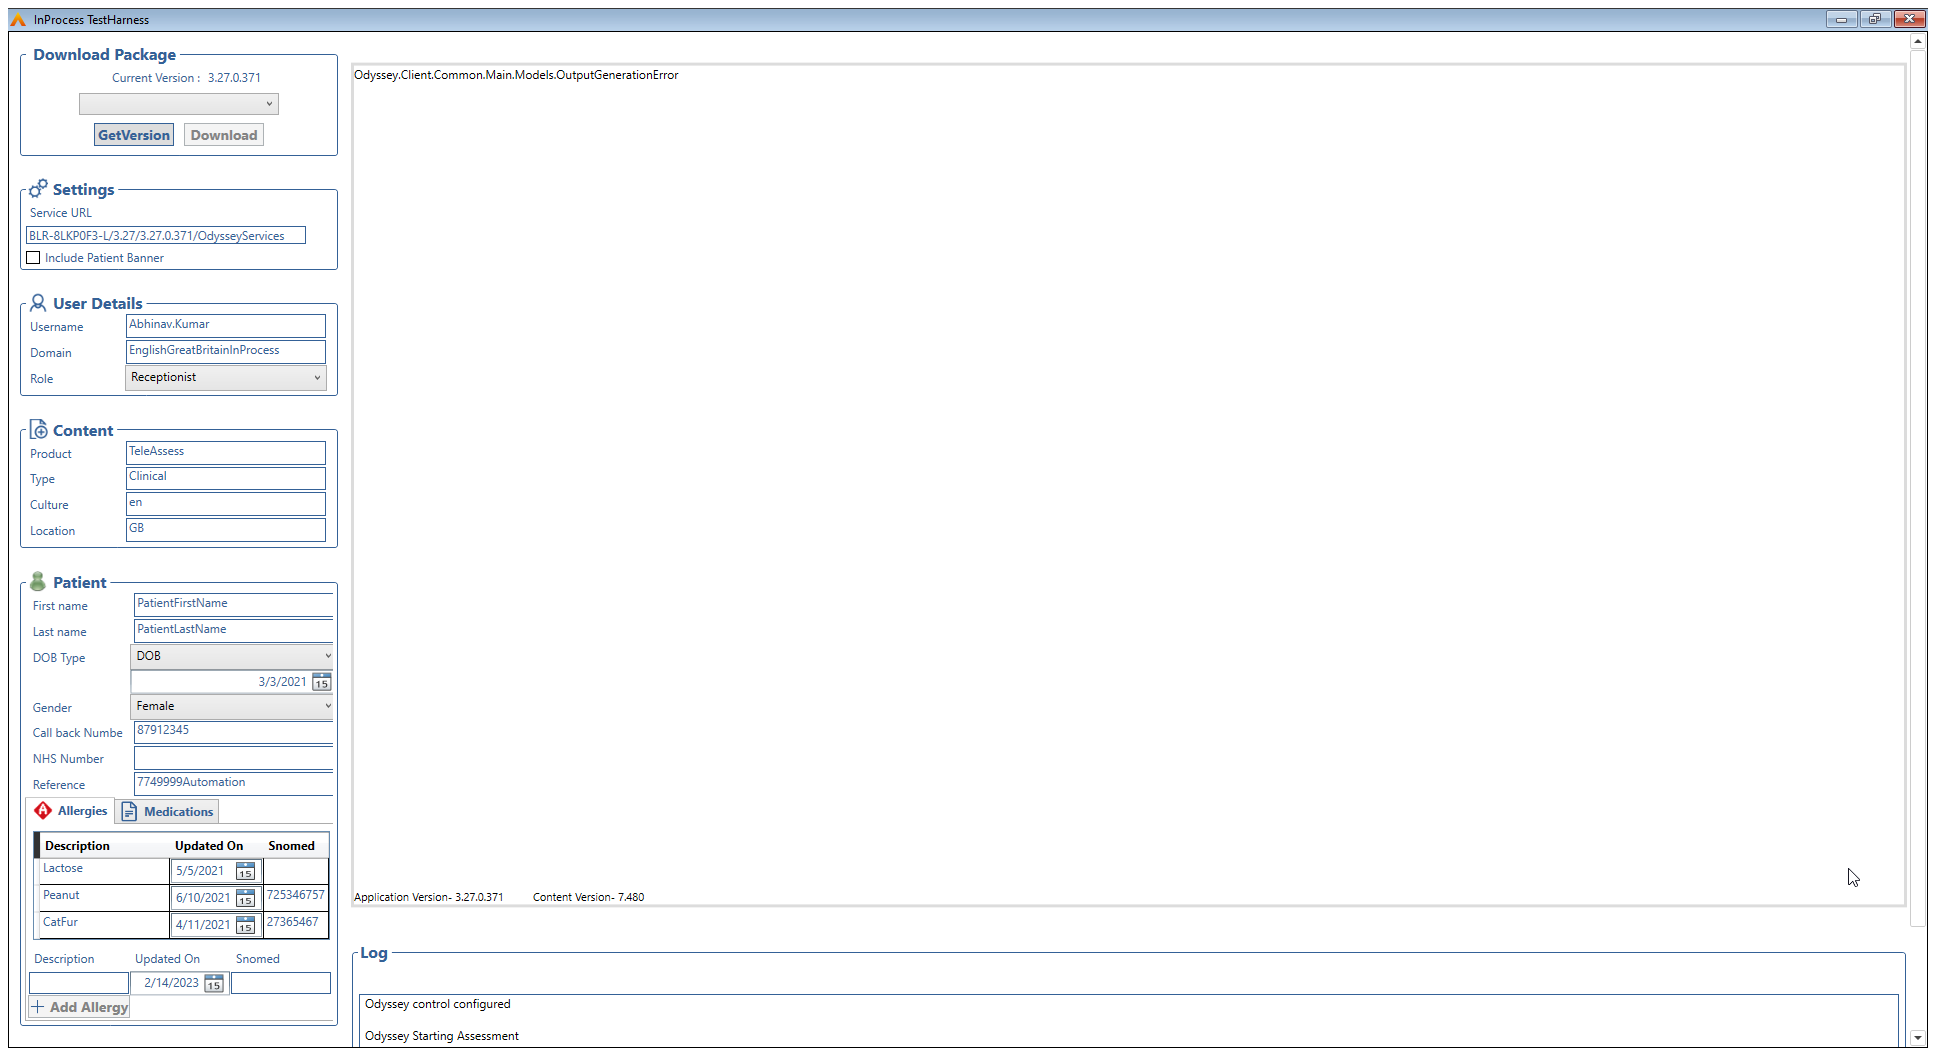 InProcess TestHarness
Download Package
Current Version : 3.27.0.371
GetVersion Download
Settings
Service URL
BLR-8LKP0F3-L/3.27/3.27.0.371/OdysseyServices
Include Patient Banner
User Details
Username Abhinav.Kumar
Domain EnglishGreatBritainInProcess
Role Receptionist
Content
Product TeleAssess
Type Clinical
Culture en
Location GB
Patient
First name PatientFirstName
Last name PatientLastName
DOB Type DOB
3/3/2021 15
Gender Female
Call back Numbe 87912345
NHS Number
Reference 7749999Automation
A Allergies Medications
Description Updated On Snomed
Lactose 5/5/2021 15
Peanut 6/10/2021 15 725346757
CatFur 4/11/2021 15 27365467
Description Updated On Snomed
2/14/2023 15
+ Add Allergy
Odyssey.Client.Common.Main.Models.OutputGenerationError
Application Version- 3.27.0.371 Content Version- 7.480
Log
Odyssey control configured
Odyssey Starting Assessment